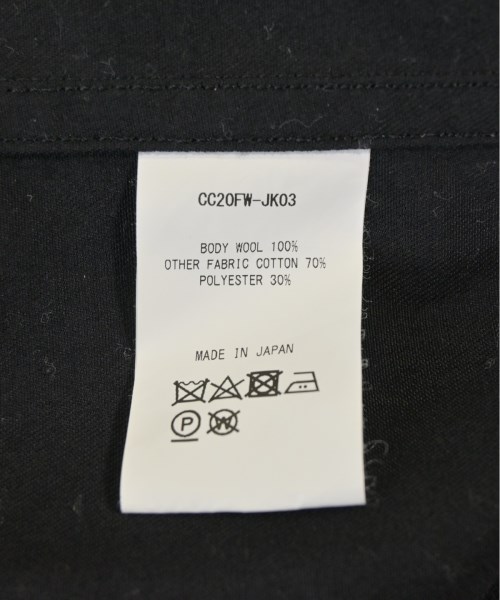 CC20FW-JK03
BODY WOOL 100%
OTHER FABRIC COTTON 70%
POLYESTER 30%
MADE IN JAPAN
P W